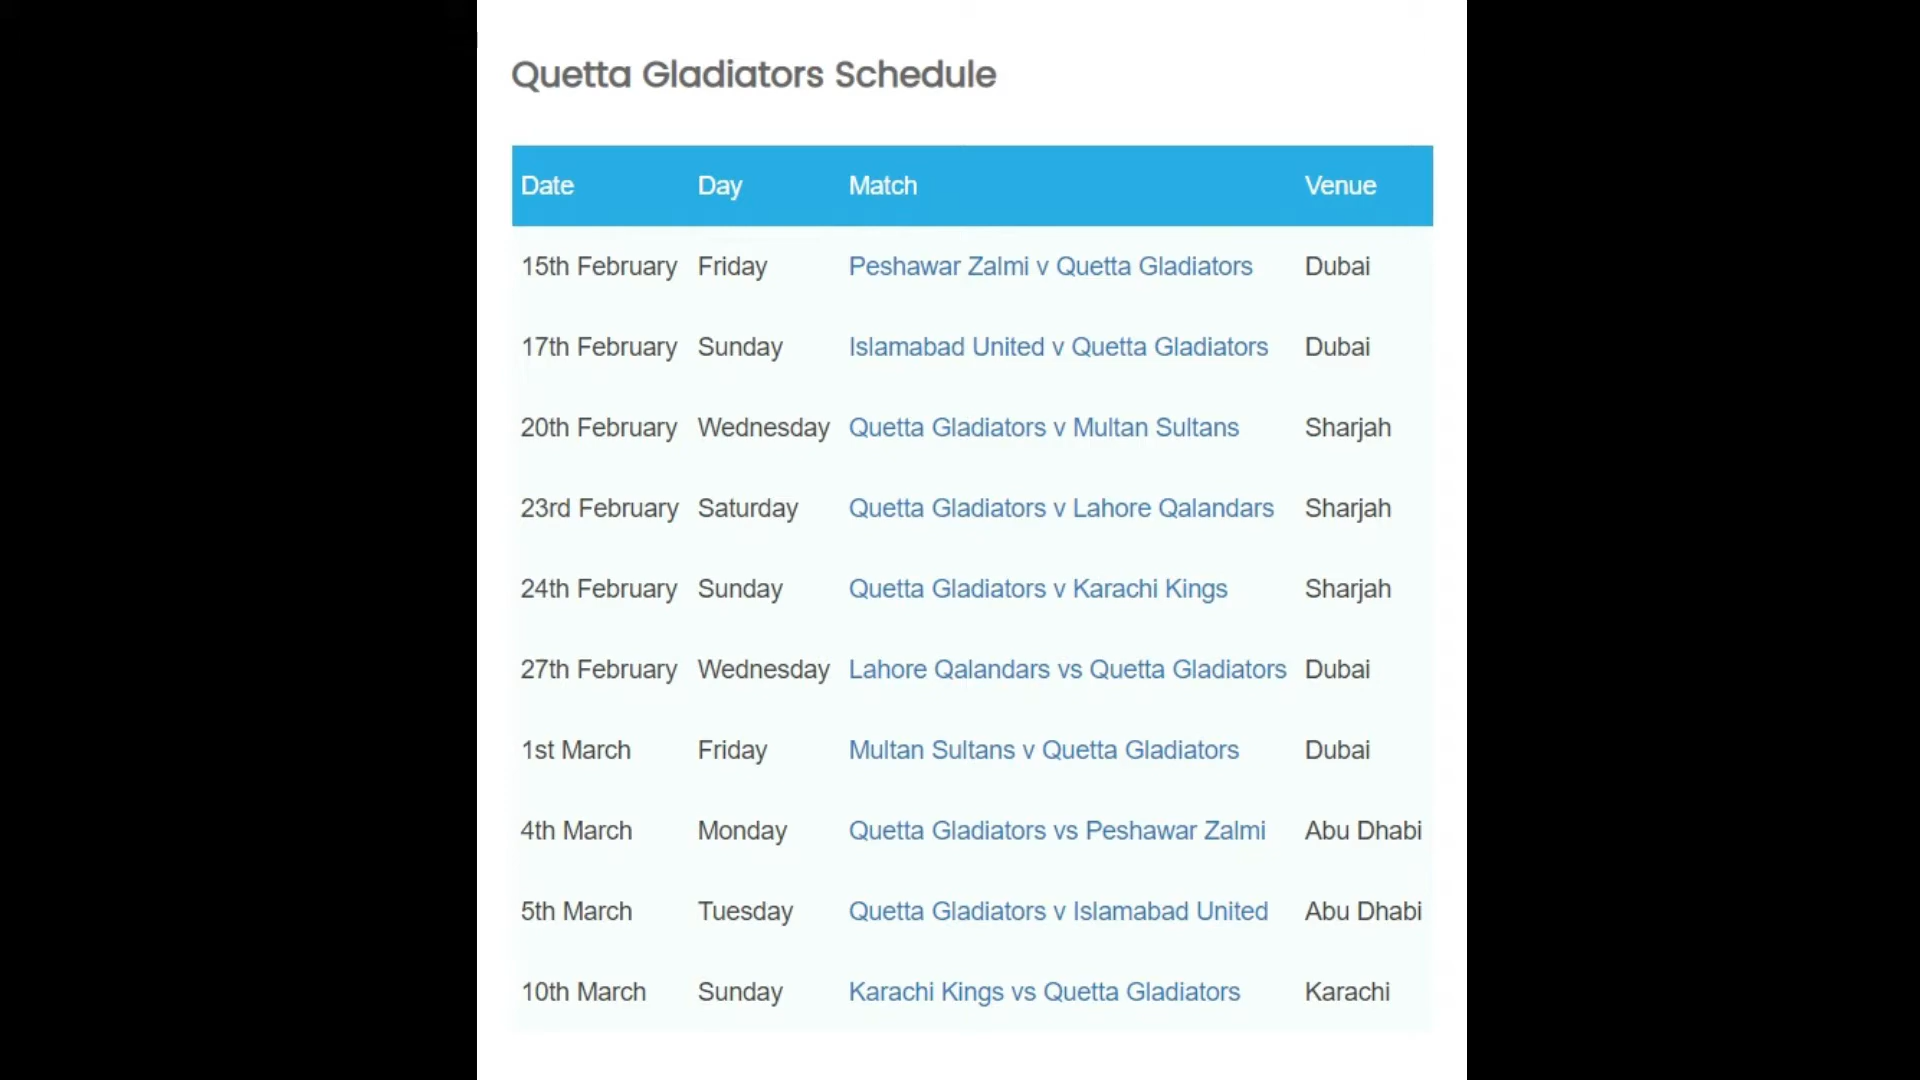 Quetta Gladiators Schedule
Date Day Match Venue
15th February Friday Peshawar Zalmi v Quetta Gladiators Dubai
17th February Sunday Islamabad United v Quetta Gladiators Dubai
20th February Wednesday Quetta Gladiators v Multan Sultans Sharjah
23rd February Saturday Quetta Gladiators v Lahore Qalandars Sharjah
24th February Sunday Quetta Gladiators v Karachi Kings Sharjah
27th February Wednesday Lahore Qalandars vs Quetta Gladiators Dubai
1st March Friday Multan Sultans v Quetta Gladiators Dubai
4th March Monday Quetta Gladiators vs Peshawar Zalmi Abu Dhabi
5th March Tuesday Quetta Gladiators v Islamabad United Abu Dhabi
10th March Sunday Karachi Kings vs Quetta Gladiators Karachi